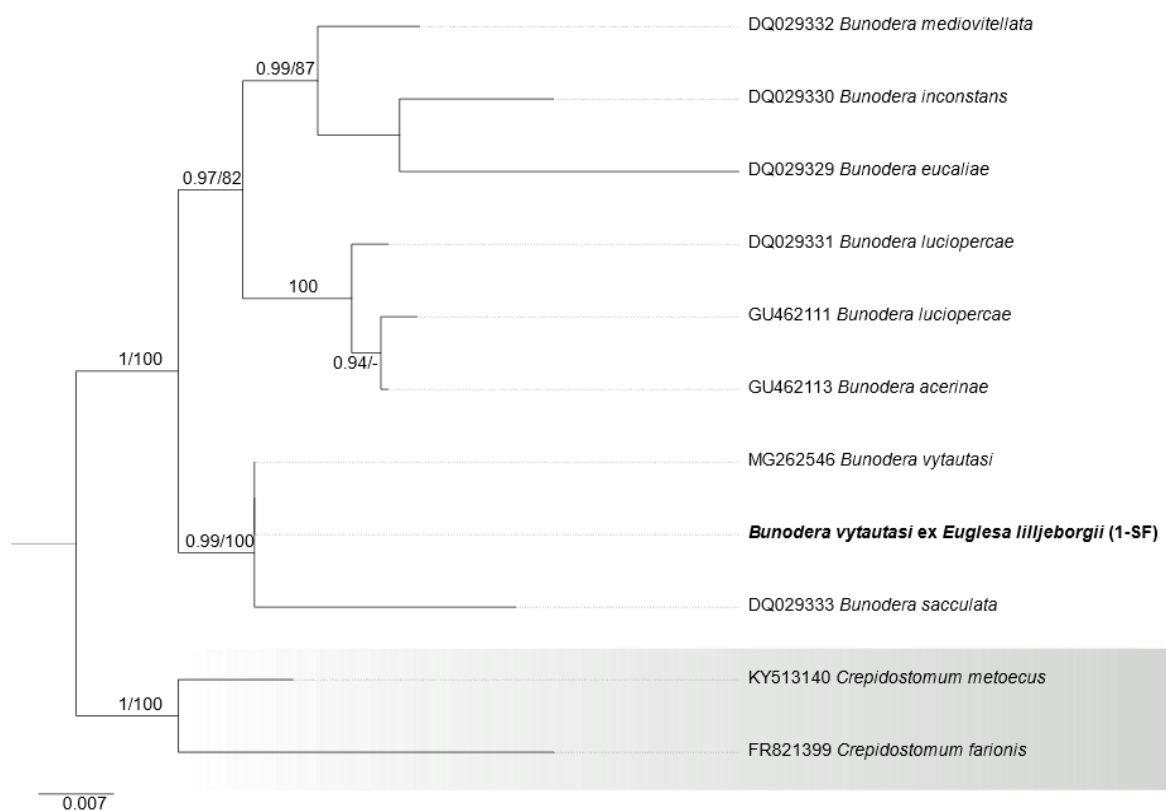 DQ029332 Bunodera mediovitellata
0.99/87
DQ029330 Bunodera inconstans
DQ029329 Bunodera eucaliae
0.97/82
DQ029331 Bunodera luciopercae
100
GU462111 Bunodera luciopercae
1/100
0.94/-
GU462113 Bunodera acerinae
MG262546 Bunodera vytautasi
Bunodera vytautasi ex Euglesa lilljeborgii (1-SF)
0.99/100
DQ029333 Bunodera sacculata
KY513140 Crepidostomum metoecus
1/100
FR821399 Crepidostomum farionis
0.007